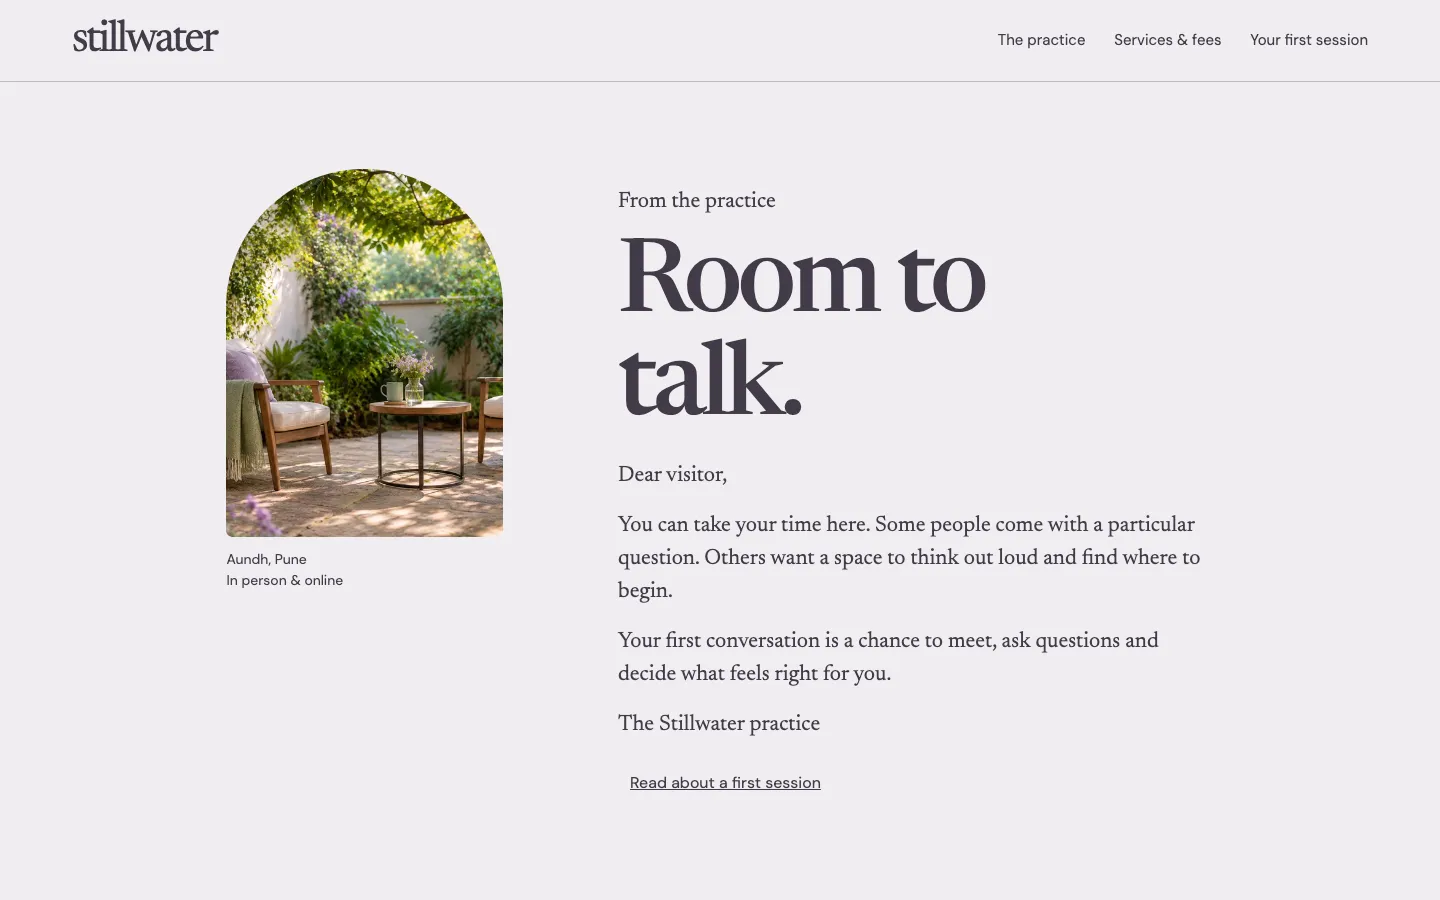 stillwater
The practice
Services & fees
Your first session
From the practice
Room to
talk.
Dear visitor,
You can take your time here. Some people come with a particular
question. Others want a space to think out loud and find where to
begin.
Your first conversation is a chance to meet, ask questions and
decide what feels right for you.
The Stillwater practice
Read about a first session
Aundh, Pune
In person & online